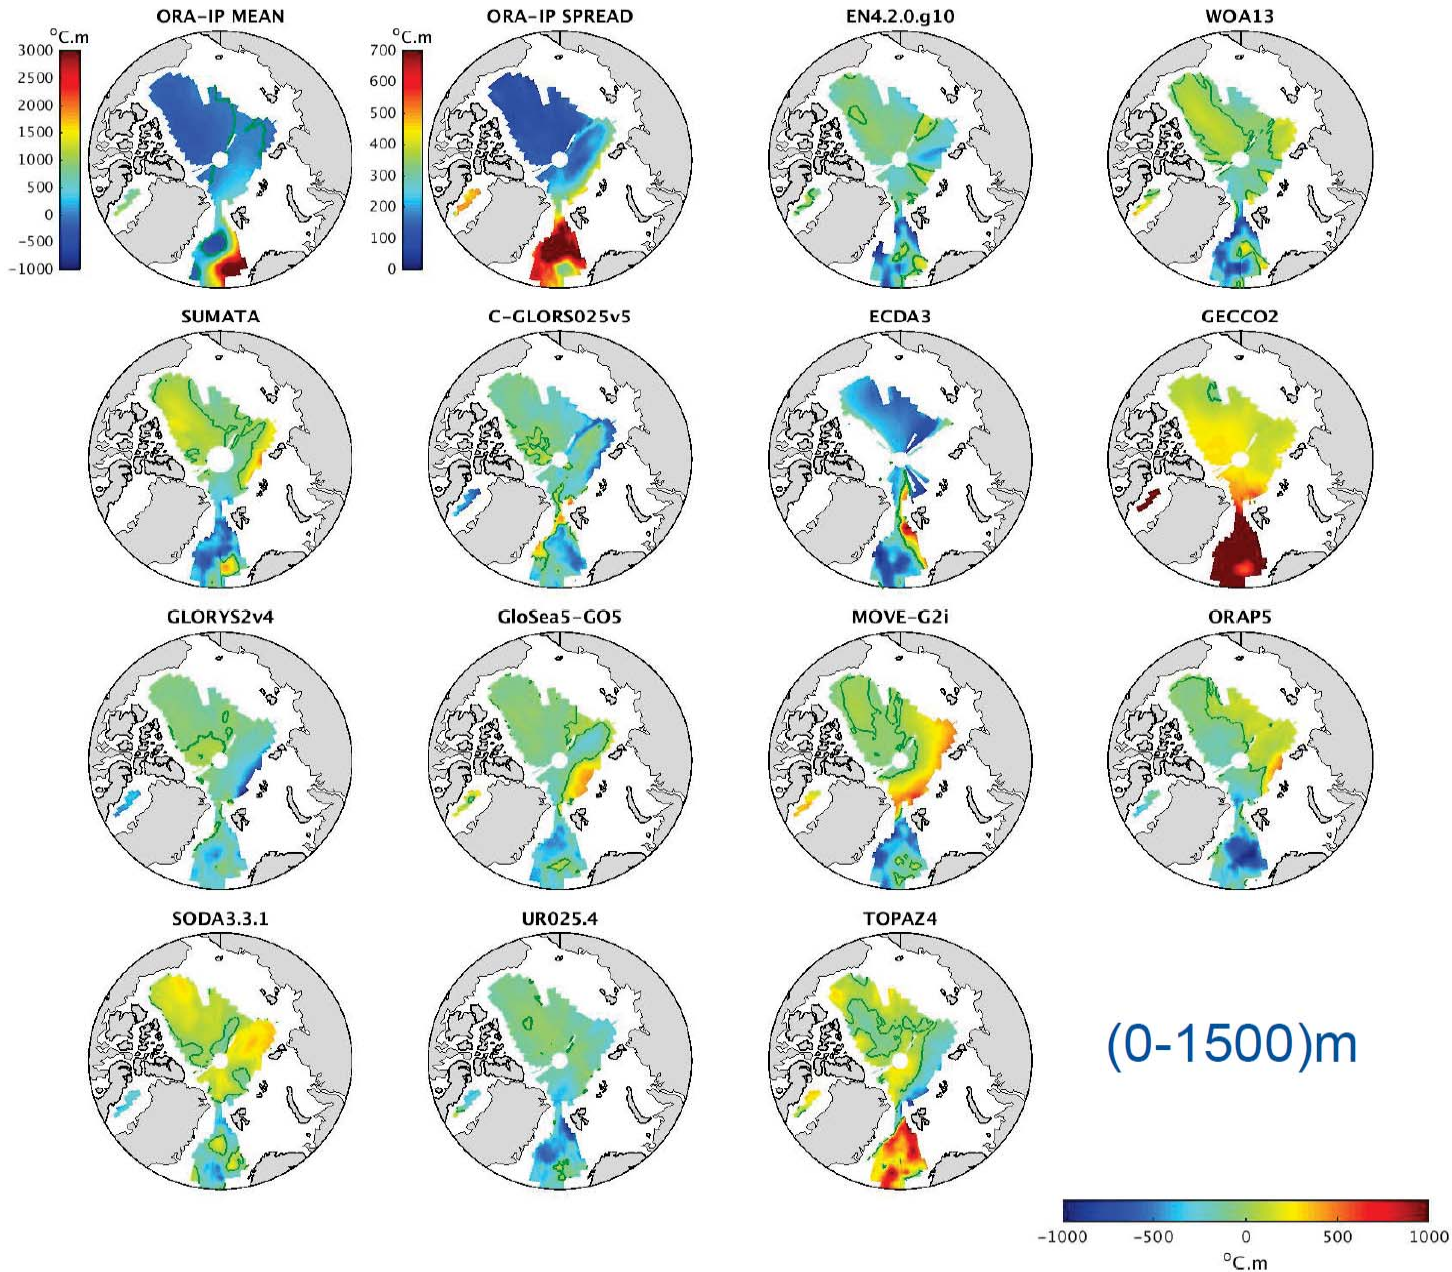 ORA-IP MEAN
ORA-IP SPREAD
EN4.2.0.g10
WOA13
°C.m
3000
2500
2000
1500
1000
500
0
-500
-1000
°C.m
700
600
500
400
300
200
100
0
SUMATA
C-GLORS025v5
ECDA3
GECCO2
GLORYS2v4
GloSea5-GO5
MOVE-G2i
ORAP5
SODA3.3.1
UR025.4
TOPAZ4
(0-1500)m
-1000 -500 0 500 1000
°C.m